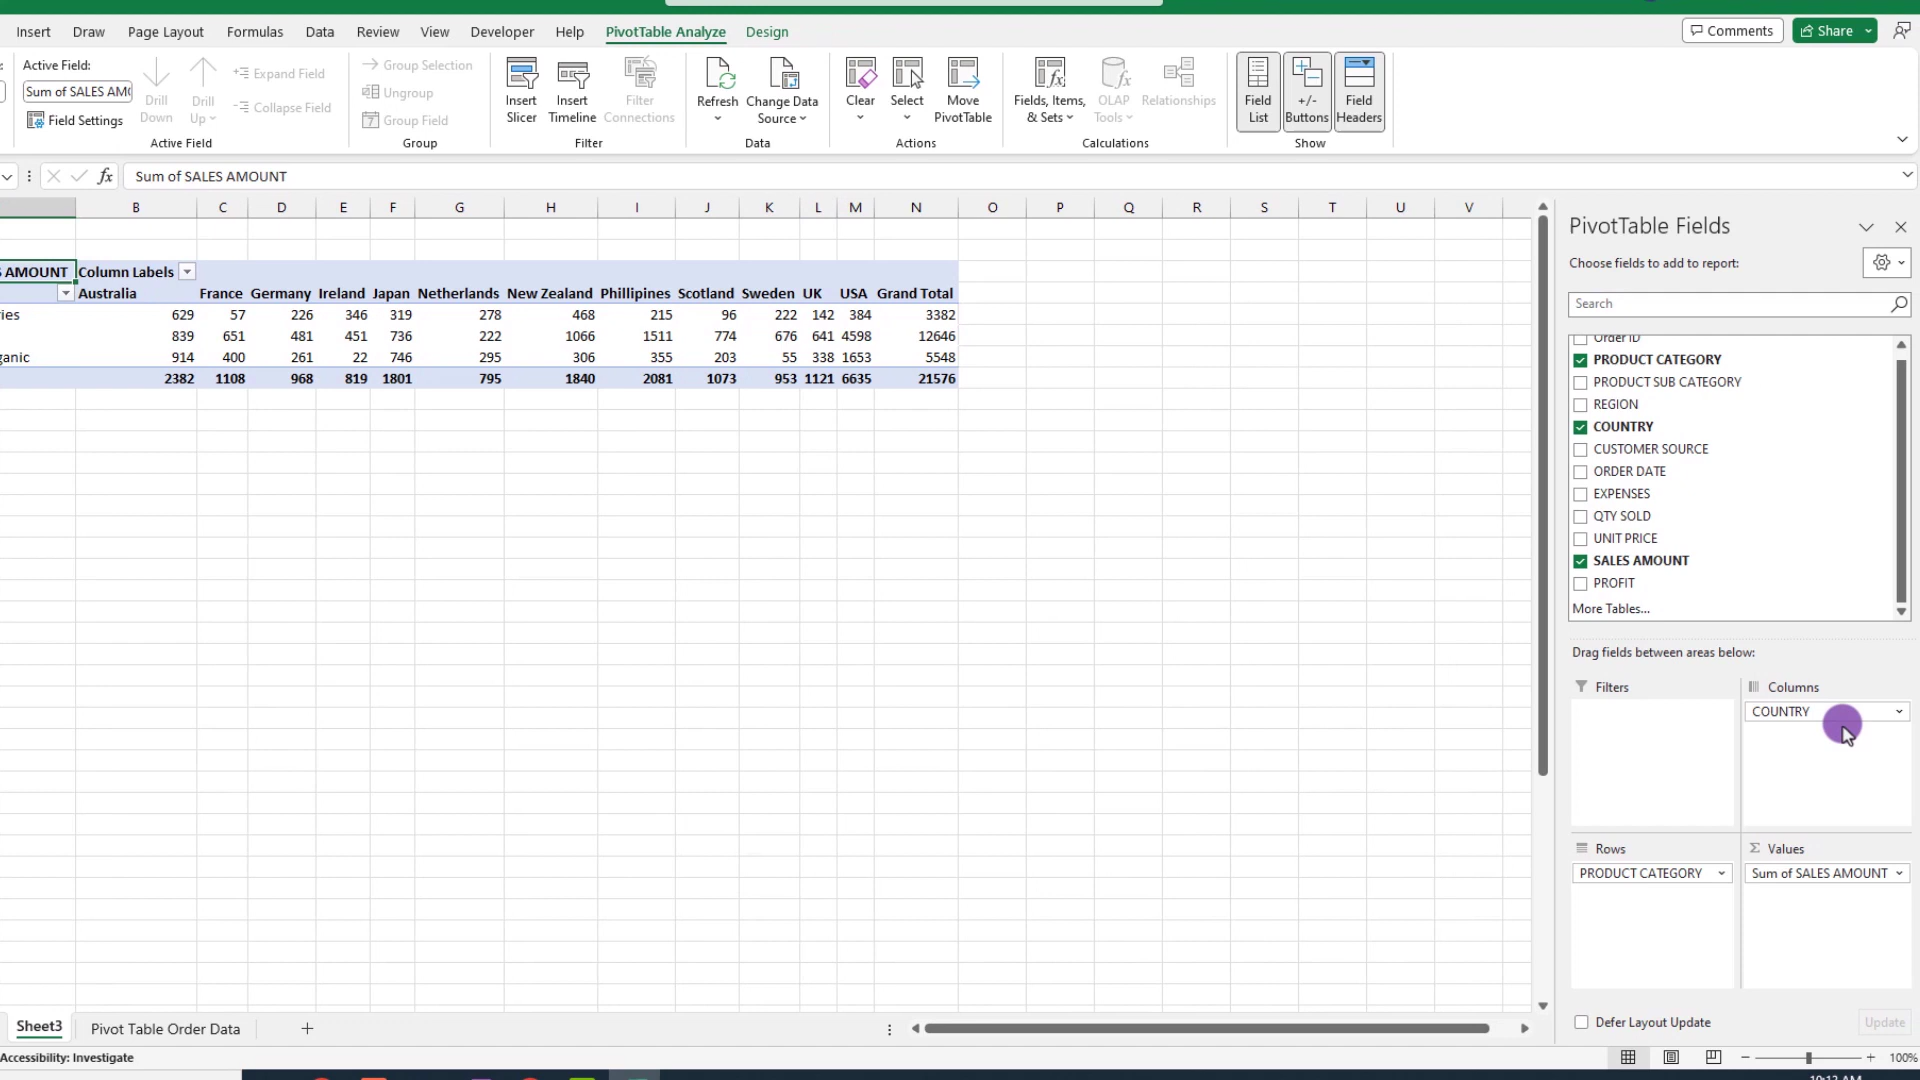 Insert Draw Page Layout Formulas Data Review View Developer Help PivotTable Analyze Design Comments Share
Active Field:
Sum of SALES AMO
Field Settings
Drill Down
Drill Up
Expand Field
Collapse Field
Active Field
Group Selection
Ungroup
Group Field
Group
Insert Slicer
Insert Timeline
Filter Connections
Filter
Refresh
Change Data Source
Data
Clear
Select
Move PivotTable
Actions
Fields, Items, & Sets
OLAP Tools
Relationships
Calculations
Field List
+/- Buttons
Field Headers
Show
fx Sum of SALES AMOUNT
B C D E F G H I J K L M N O P Q R S T U V
S AMOUNT Column Labels
Australia France Germany Ireland Japan Netherlands New Zealand Phillipines Scotland Sweden UK USA Grand Total
ries 629 57 226 346 319 278 468 215 96 222 142 384 3382
839 651 481 451 736 222 1066 1511 774 676 641 4598 12646
ganic 914 400 261 22 746 295 306 355 203 55 338 1653 5548
2382 1108 968 819 1801 795 1840 2081 1073 953 1121 6635 21576
PivotTable Fields
Choose fields to add to report:
Search
Order ID
PRODUCT CATEGORY
PRODUCT SUB CATEGORY
REGION
COUNTRY
CUSTOMER SOURCE
ORDER DATE
EXPENSES
QTY SOLD
UNIT PRICE
SALES AMOUNT
PROFIT
More Tables...
Drag fields between areas below:
Filters
Columns
COUNTRY
Rows
PRODUCT CATEGORY
Values
Sum of SALES AMOUNT
Defer Layout Update
Update
Sheet3 Pivot Table Order Data
Accessibility: Investigate
100%